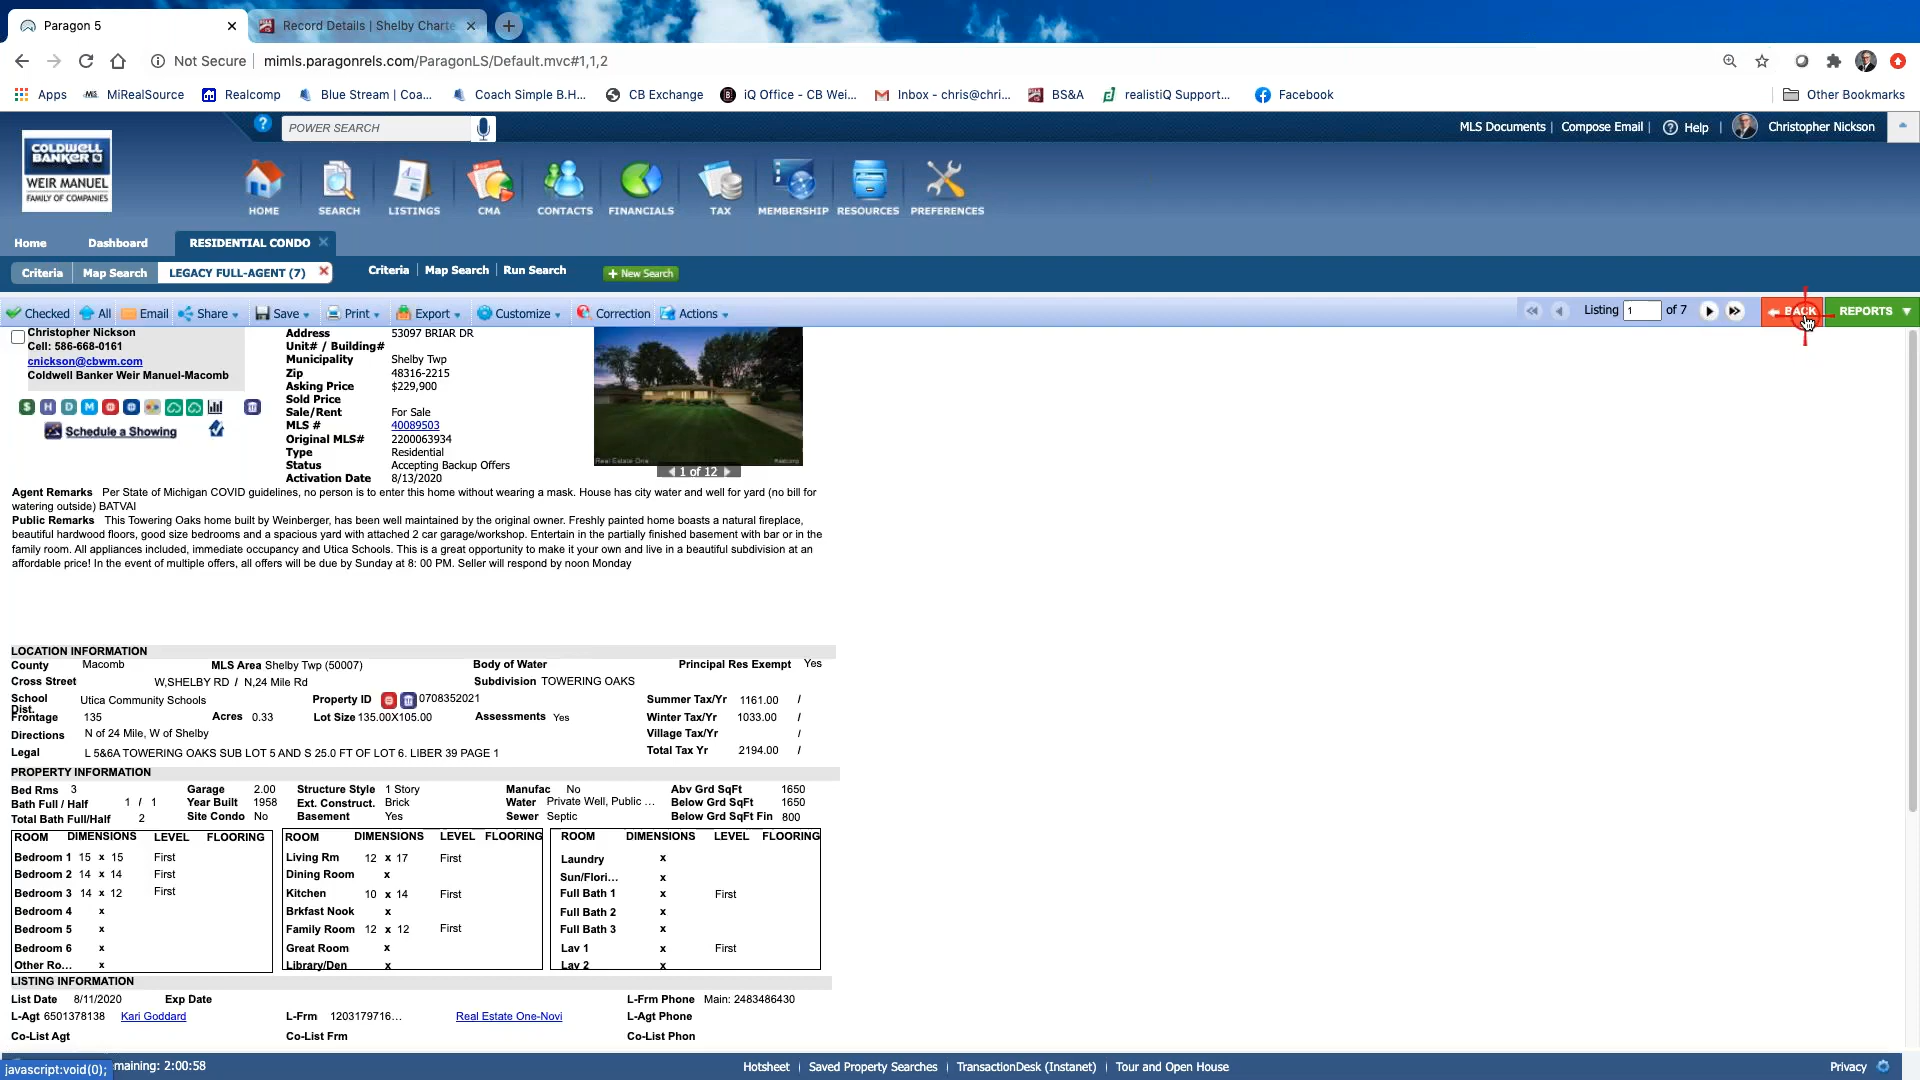 Paragon 5
Record Details | Shelby Charte
Not Secure | mimls.paragonrels.com/ParagonLS/Default.mvc#1,1,2
Apps MiRealSource Realcomp Blue Stream | Coa... Coach Simple B.H... CB Exchange iQ Office - CB Wei... Inbox - chris@chri... BS&A realistiQ Support... Facebook Other Bookmarks
COLDWELL BANKER
WEIR MANUEL
FAMILY OF COMPANIES
? POWER SEARCH
MLS Documents | Compose Email | ? Help | Christopher Nickson
HOME SEARCH LISTINGS CMA CONTACTS FINANCIALS TAX MEMBERSHIP RESOURCES PREFERENCES
Home Dashboard RESIDENTIAL CONDO
Criteria Map Search LEGACY FULL-AGENT (7) Criteria | Map Search | Run Search + New Search
Checked All Email Share Save Print Export Customize Correction Actions Listing 1 of 7 BACK REPORTS
Christopher Nickson
Cell: 586-668-0161
cnickson@cbwm.com
Coldwell Banker Weir Manuel-Macomb
$ H D M
Schedule a Showing
Address 53097 BRIAR DR
Unit# / Building#
Municipality Shelby Twp
Zip 48316-2215
Asking Price $229,900
Sold Price
Sale/Rent For Sale
MLS # 40089503
Original MLS# 2200063934
Type Residential
Status Accepting Backup Offers
Activation Date 8/13/2020
Real Estate One Realcomp
1 of 12
Agent Remarks Per State of Michigan COVID guidelines, no person is to enter this home without wearing a mask. House has city water and well for yard (no bill for
watering outside) BATVAI
Public Remarks This Towering Oaks home built by Weinberger, has been well maintained by the original owner. Freshly painted home boasts a natural fireplace,
beautiful hardwood floors, good size bedrooms and a spacious yard with attached 2 car garage/workshop. Entertain in the partially finished basement with bar or in the
family room. All appliances included, immediate occupancy and Utica Schools. This is a great opportunity to make it your own and live in a beautiful subdivision at an
affordable price! In the event of multiple offers, all offers will be due by Sunday at 8: 00 PM. Seller will respond by noon Monday
LOCATION INFORMATION
County Macomb MLS Area Shelby Twp (50007) Body of Water Principal Res Exempt Yes
Cross Street W,SHELBY RD / N,24 Mile Rd Subdivision TOWERING OAKS
School Dist. Utica Community Schools Property ID 0708352021 Summer Tax/Yr 1161.00 /
Frontage 135 Acres 0.33 Lot Size 135.00X105.00 Assessments Yes Winter Tax/Yr 1033.00 /
Directions N of 24 Mile, W of Shelby Village Tax/Yr /
Legal L 5&6A TOWERING OAKS SUB LOT 5 AND S 25.0 FT OF LOT 6. LIBER 39 PAGE 1 Total Tax Yr 2194.00 /
PROPERTY INFORMATION
Bed Rms 3 Garage 2.00 Structure Style 1 Story Manufac No Abv Grd SqFt 1650
Bath Full / Half 1 / 1 Year Built 1958 Ext. Construct. Brick Water Private Well, Public ... Below Grd SqFt 1650
Total Bath Full/Half 2 Site Condo No Basement Yes Sewer Septic Below Grd SqFt Fin 800
ROOM DIMENSIONS LEVEL FLOORING ROOM DIMENSIONS LEVEL FLOORING ROOM DIMENSIONS LEVEL FLOORING
Bedroom 1 15 x 15 First Living Rm 12 x 17 First Laundry x
Bedroom 2 14 x 14 First Dining Room x Sun/Flori... x
Bedroom 3 14 x 12 First Kitchen 10 x 14 First Full Bath 1 x First
Bedroom 4 x Brkfast Nook x Full Bath 2 x
Bedroom 5 x Family Room 12 x 12 First Full Bath 3 x
Bedroom 6 x Great Room x Lav 1 x First
Other Ro... x Library/Den x Lav 2 x
LISTING INFORMATION
List Date 8/11/2020 Exp Date L-Frm Phone Main: 2483486430
L-Agt 6501378138 Kari Goddard L-Frm 1203179716... Real Estate One-Novi L-Agt Phone
Co-List Agt Co-List Frm Co-List Phon
javascript:void(0); maining: 2:00:58 Hotsheet | Saved Property Searches | TransactionDesk (Instanet) | Tour and Open House Privacy